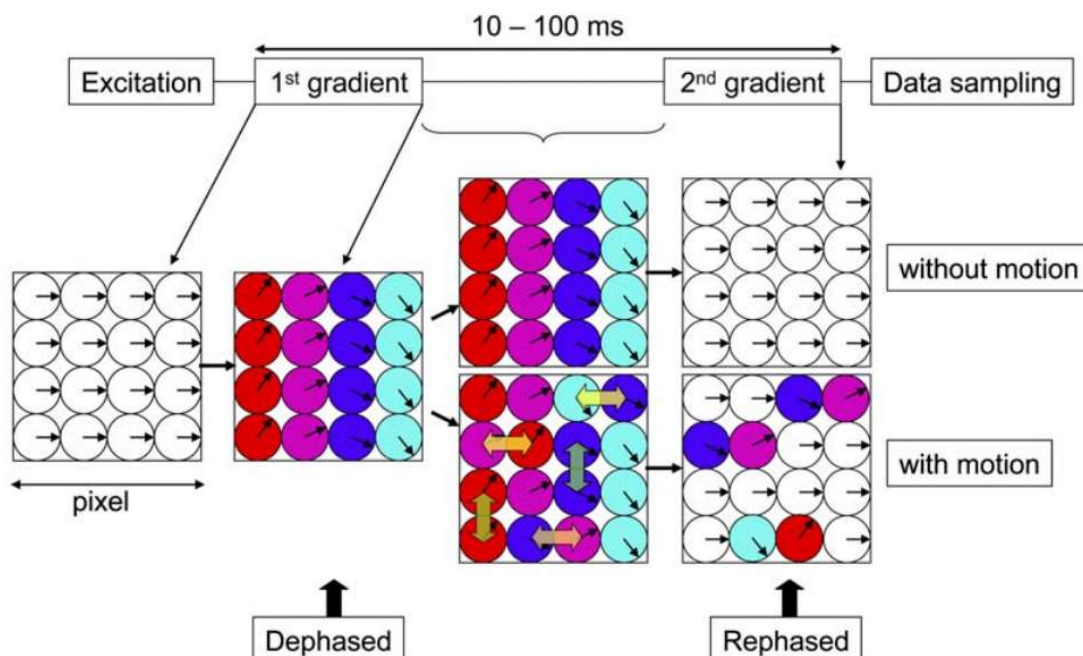 10 – 100 ms
Excitation
1st gradient
2nd gradient
Data sampling
without motion
with motion
pixel
Dephased
Rephased